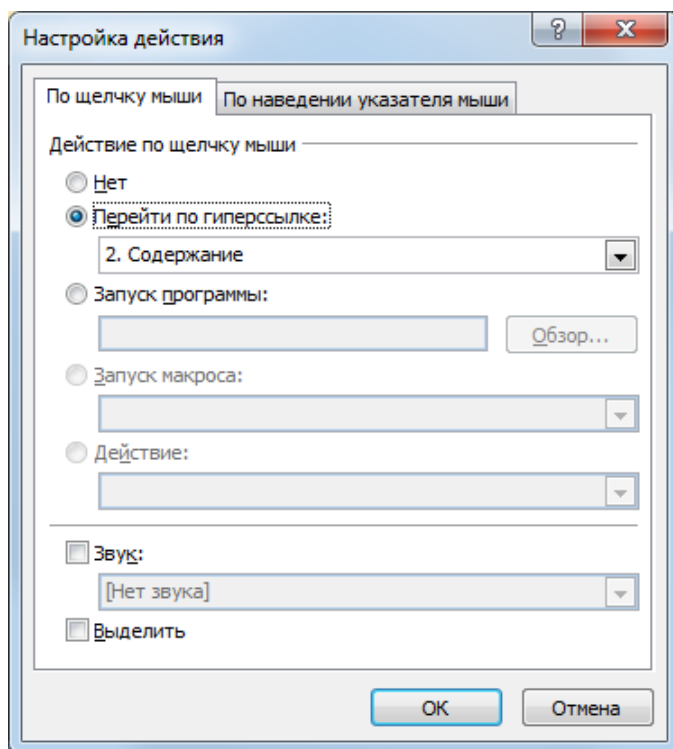 Настройка действия
По щелчку мыши
По наведении указателя мыши
Действие по щелчку мыши
Нет
Перейти по гиперссылке:
2. Содержание
Запуск программы:
Обзор...
Запуск макроса:
Действие:
Звук:
[Нет звука]
Выделить
ОК
Отмена